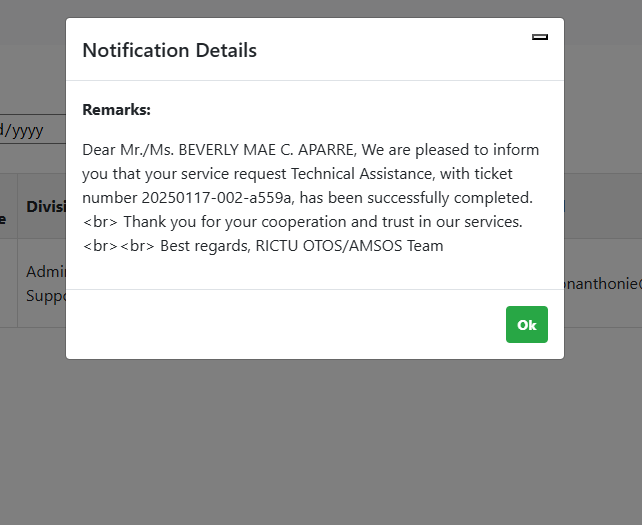 Notification Details
Remarks:
d/yyyy
Dear Mr./Ms. BEVERLY MAE C. APARRE, We are pleased to inform
you that your service request Technical Assistance, with ticket
number 20250117-002-a559a, has been successfully completed.
<br> Thank you for your cooperation and trust in our services.
<br><br> Best regards, RICTU OTOS/AMSOS Team
e
Divisi
Admi
Suppo
onanthonie@
Ok